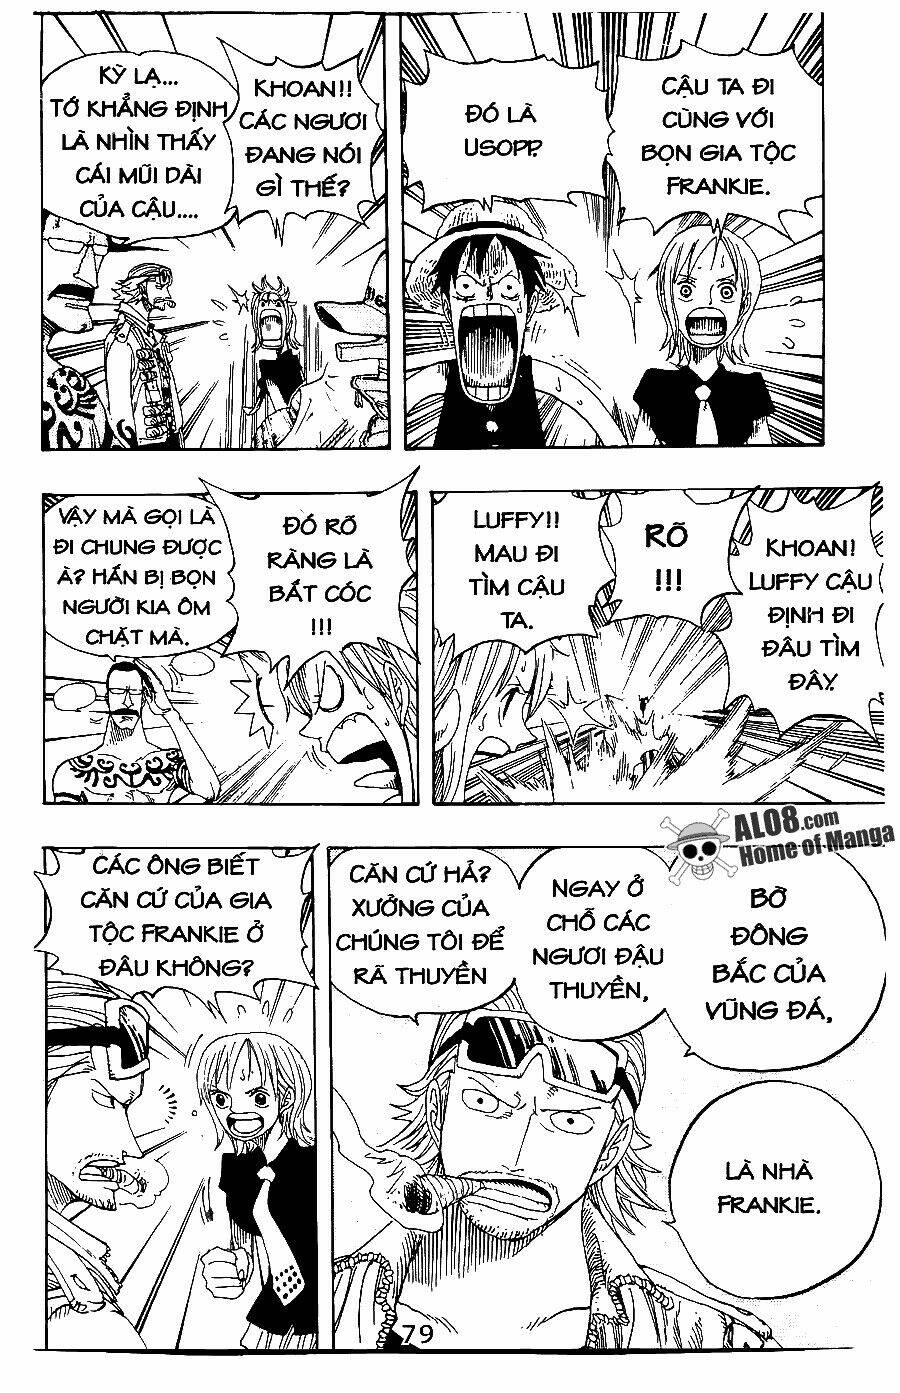 KỲ LẠ...
TỚ KHẲNG ĐỊNH
LÀ NHÌN THẤY
CÁI MŨI DÀI
CỦA CẬU....
KHOAN!!
CÁC NGƯƠI
ĐANG NÓI
GÌ THẾ?
ĐÓ LÀ
USOPP.
CẬU TA ĐI
CÙNG VỚI
BỌN GIA TỘC
FRANKIE.
VẬY MÀ GỌI LÀ
ĐI CHUNG ĐƯỢC
À? HẮN BỊ BỌN
NGƯỜI KIA ÔM
CHẶT MÀ.
ĐÓ RÕ
RÀNG LÀ
BẮT CÓC
!!!
LUFFY!!
MAU ĐI
TÌM CẬU
TA.
RÕ
!!!
KHOAN!
LUFFY CẬU
ĐỊNH ĐI
ĐÂU TÌM
ĐÂY.
AL08.com
Home of Manga
CÁC ÔNG BIẾT
CĂN CỨ CỦA GIA
TỘC FRANKIE Ở
ĐÂU KHÔNG?
CĂN CỨ HẢ?
XƯỞNG CỦA
CHÚNG TÔI ĐỂ
RÃ THUYỀN
NGAY Ở
CHỖ CÁC
NGƯƠI ĐẬU
THUYỀN,
BỜ
ĐÔNG
BẮC CỦA
VŨNG ĐÁ,
LÀ NHÀ
FRANKIE.
79